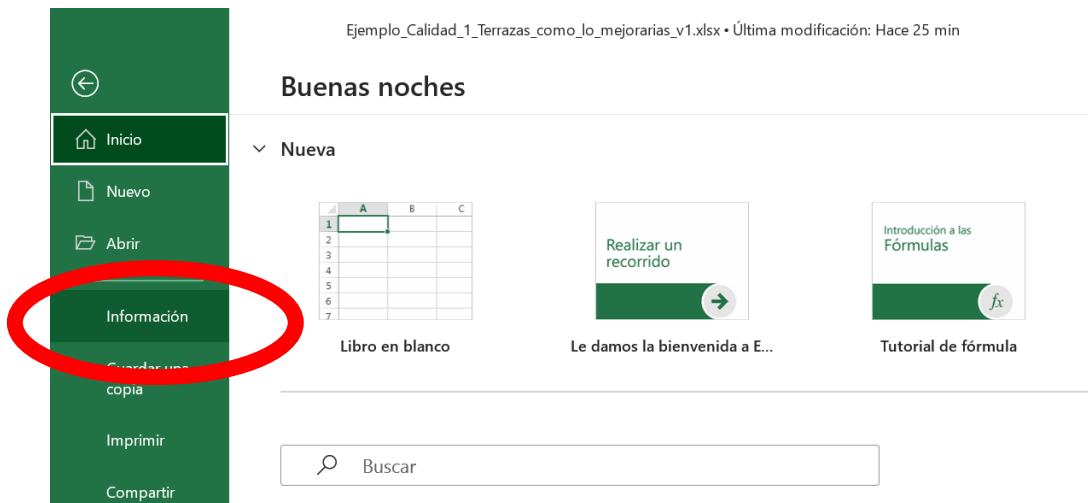 Ejemplo_Calidad_1_Terrazas_como_lo_mejorarias_v1.xlsx • Última modificación: Hace 25 min
Buenas noches
Inicio
Nuevo
Abrir
Información
Guardar una
copia
Imprimir
Compartir
Nueva
A B C
1
2
3
4
5
6
7
Libro en blanco
Realizar un
recorrido
Le damos la bienvenida a E...
Introducción a las
Fórmulas
fx
Tutorial de fórmula
Buscar